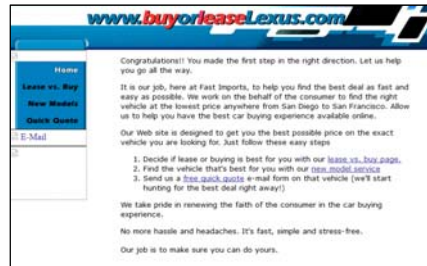 www.buyorleaseLexus.com
Home
Lease vs. Buy
New Models
Quick Quote
E-Mail
Congratulations!! You made the first step in the right direction. Let us help
you go all the way.
It is our job, here at Fast Imports, to help you find the best deal as fast and
easy as possible. We work on the behalf of the consumer to find the right
vehicle at the lowest price anywhere from San Diego to San Francisco. Allow
us to help you have the best car buying experience available online.
Our Web site is designed to get you the best possible price on the exact
vehicle you are looking for. Just follow these easy steps
1. Decide if lease or buying is best for you with our lease vs. buy page.
2. Find the vehicle that's best for you with our new model service
3. Send us a free quick quote e-mail form on that vehicle (we'll start
hunting for the best deal right away!)
We take pride in renewing the faith of the consumer in the car buying
experience.
No more hassle and headaches. It's fast, simple and stress-free.
Our job is to make sure you can do yours.